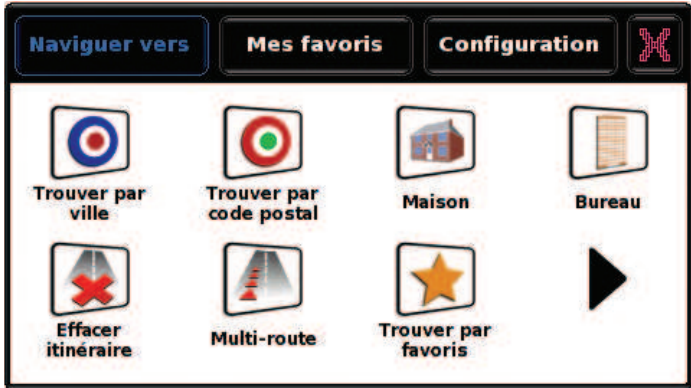 Naviguer vers
Mes favoris
Configuration
Trouver par
ville
Trouver par
code postal
Maison
Bureau
Effacer
itinéraire
Multi-route
Trouver par
favoris